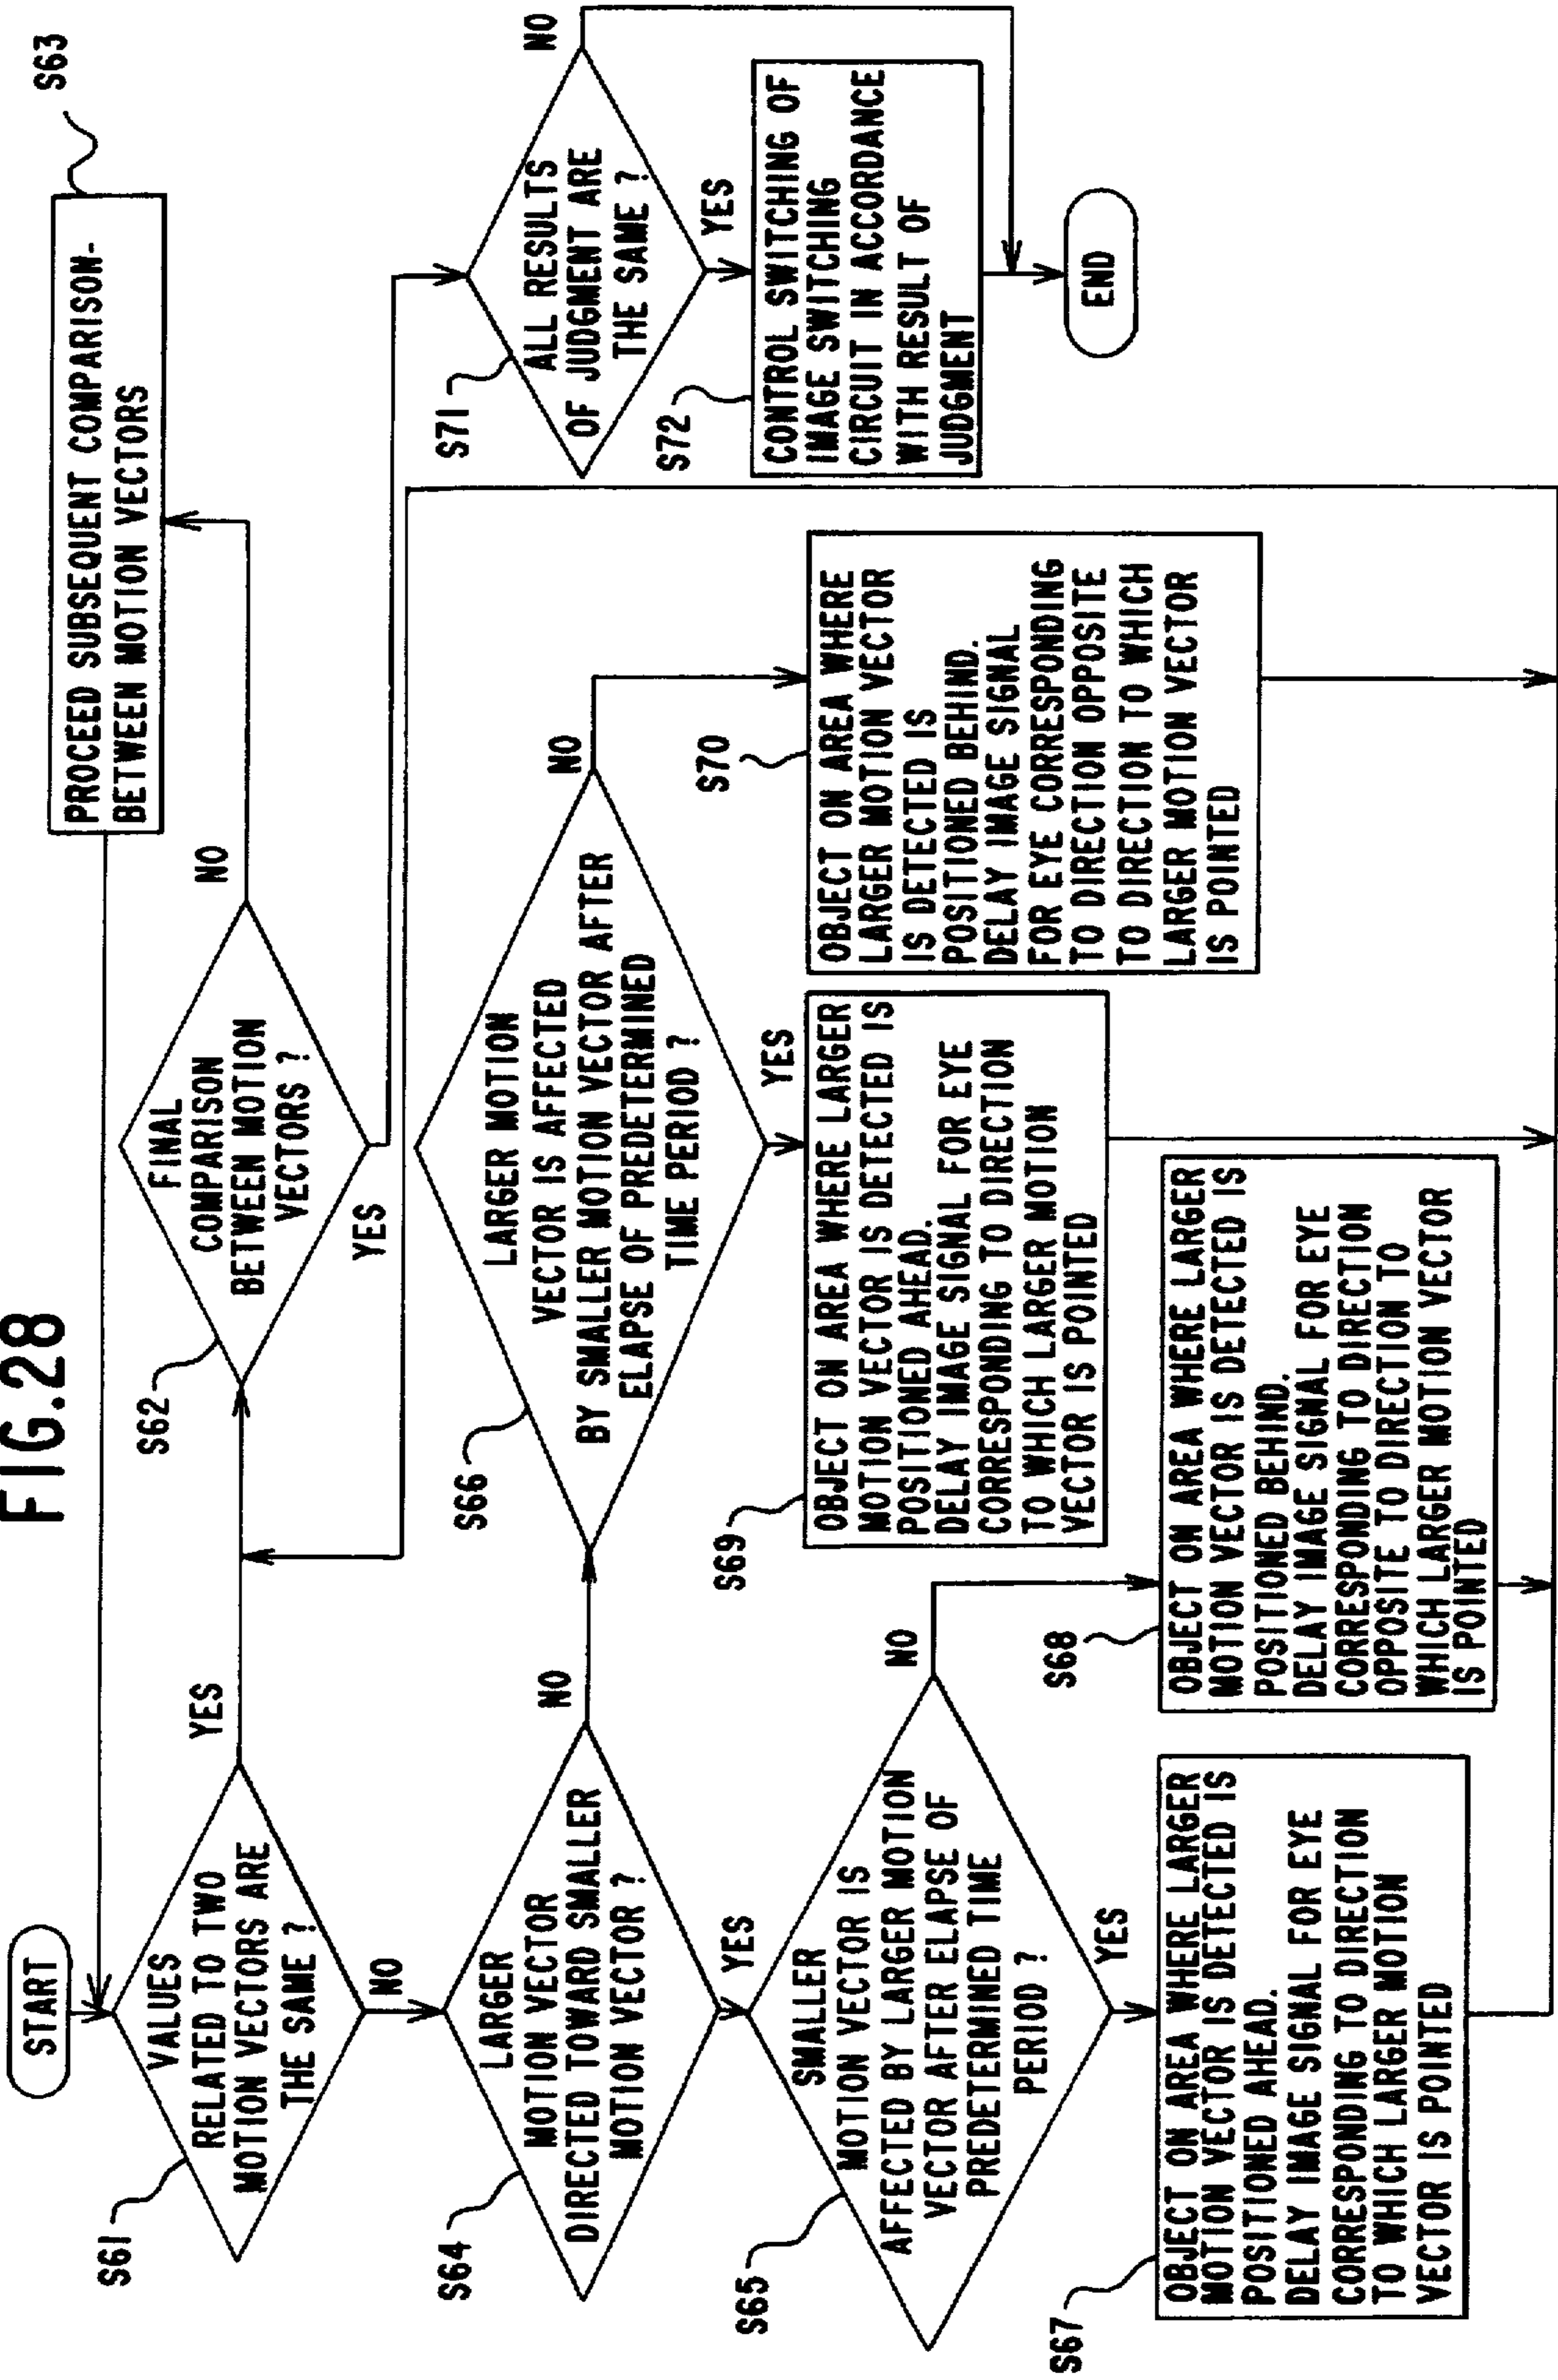 FIG.28
START
S61
VALUES
RELATED TO TWO
MOTION VECTORS ARE
THE SAME ?
YES
NO
S62
FINAL
COMPARISON
BETWEEN MOTION
VECTORS ?
NO
YES
S63
PROCEED SUBSEQUENT COMPARISON-
BETWEEN MOTION VECTORS
S64
LARGER
MOTION VECTOR
DIRECTED TOWARD SMALLER
MOTION VECTOR ?
NO
YES
S65
SMALLER
MOTION VECTOR IS
AFFECTED BY LARGER MOTION
VECTOR AFTER ELAPSE OF
PREDETERMINED TIME
PERIOD ?
NO
YES
S66
LARGER MOTION
VECTOR IS AFFECTED
BY SMALLER MOTION VECTOR AFTER
ELAPSE OF PREDETERMINED
TIME PERIOD ?
NO
YES
S67
OBJECT ON AREA WHERE LARGER
MOTION VECTOR IS DETECTED IS
POSITIONED AHEAD.
DELAY IMAGE SIGNAL FOR EYE
CORRESPONDING TO DIRECTION
TO WHICH LARGER MOTION
VECTOR IS POINTED
S68
OBJECT ON AREA WHERE LARGER
MOTION VECTOR IS DETECTED IS
POSITIONED BEHIND.
DELAY IMAGE SIGNAL FOR EYE
CORRESPONDING TO DIRECTION
OPPOSITE TO DIRECTION TO
WHICH LARGER MOTION VECTOR
IS POINTED
S69
OBJECT ON AREA WHERE LARGER
MOTION VECTOR IS DETECTED IS
POSITIONED AHEAD.
DELAY IMAGE SIGNAL FOR EYE
CORRESPONDING TO DIRECTION
TO WHICH LARGER MOTION
VECTOR IS POINTED
S70
OBJECT ON AREA WHERE
LARGER MOTION VECTOR
IS DETECTED IS
POSITIONED BEHIND.
DELAY IMAGE SIGNAL
FOR EYE CORRESPONDING
TO DIRECTION OPPOSITE
TO DIRECTION TO WHICH
LARGER MOTION VECTOR
IS POINTED
S71
ALL RESULTS
OF JUDGMENT ARE
THE SAME ?
NO
YES
S72
CONTROL SWITCHING OF
IMAGE SWITCHING
CIRCUIT IN ACCORDANCE
WITH RESULT OF
JUDGMENT
END